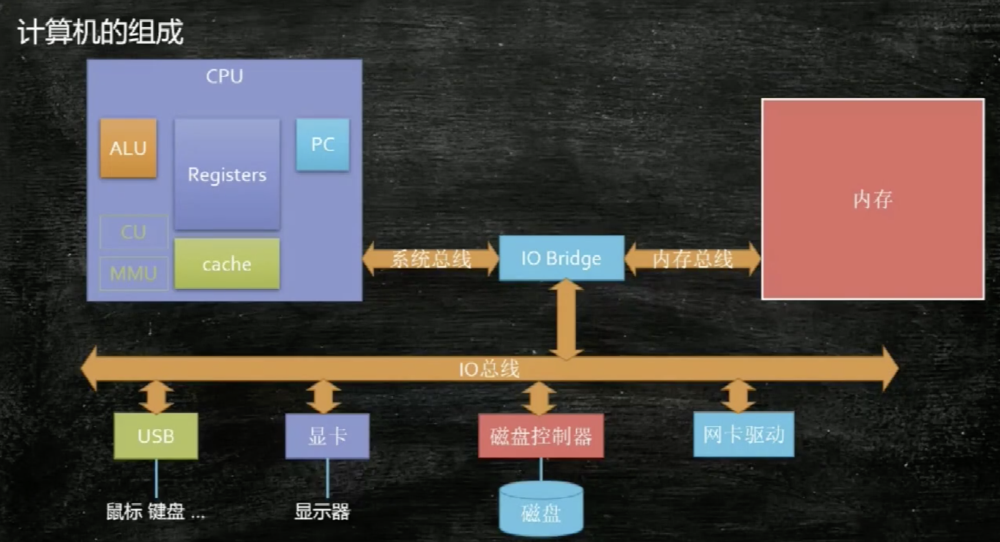 计算机的组成
CPU
ALU
Registers
PC
CU
MMU
cache
系统总线
IO Bridge
内存总线
内存
IO总线
USB
显卡
磁盘控制器
网卡驱动
鼠标 键盘 ...
显示器
磁盘